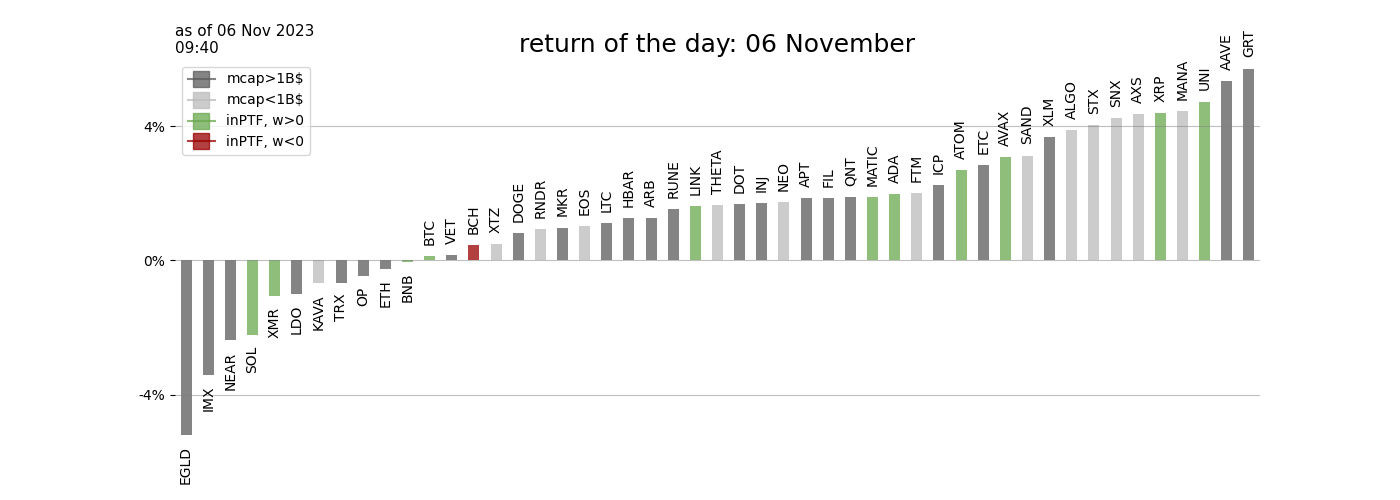 as of 06 Nov 2023
09:40
return of the day: 06 November
mcap>1B$
mcap<1B$
inPTF, w>0
inPTF, w<0
4%
0%
-4%
EGLD
IMX
NEAR
SOL
XMR
LDO
KAVA
TRX
OP
ETH
BNB
BTC
VET
BCH
XTZ
DOGE
RNDR
MKR
EOS
LTC
HBAR
ARB
RUNE
LINK
THETA
DOT
INJ
NEO
APT
FIL
QNT
MATIC
ADA
FTM
ICP
ATOM
ETC
AVAX
SAND
XLM
ALGO
STX
SNX
AXS
XRP
MANA
UNI
AAVE
GRT